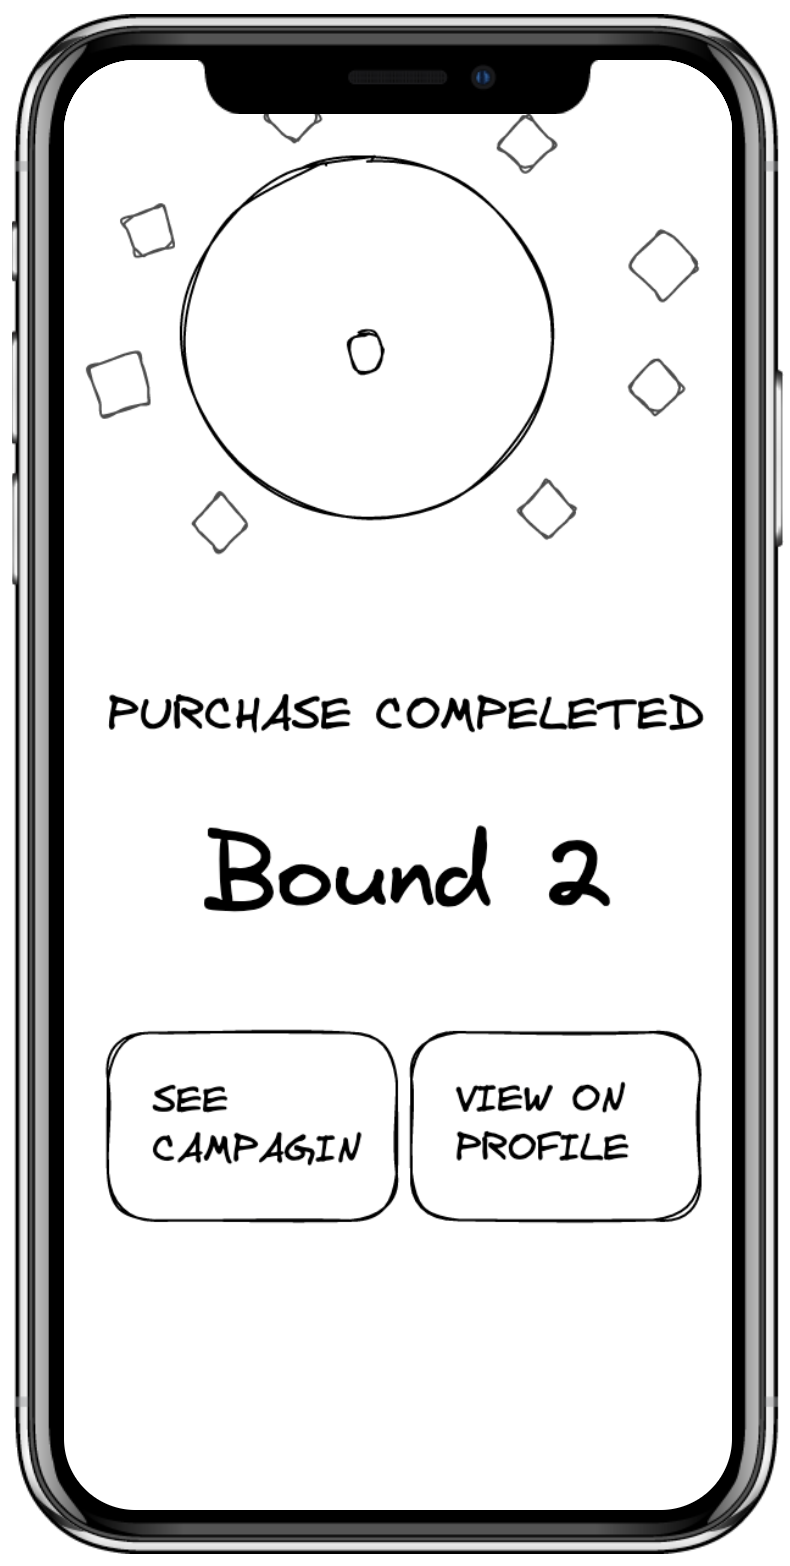 PURCHASE COMPELETED
Bound 2
SEE
CAMPAGIN
VIEW ON
PROFILE